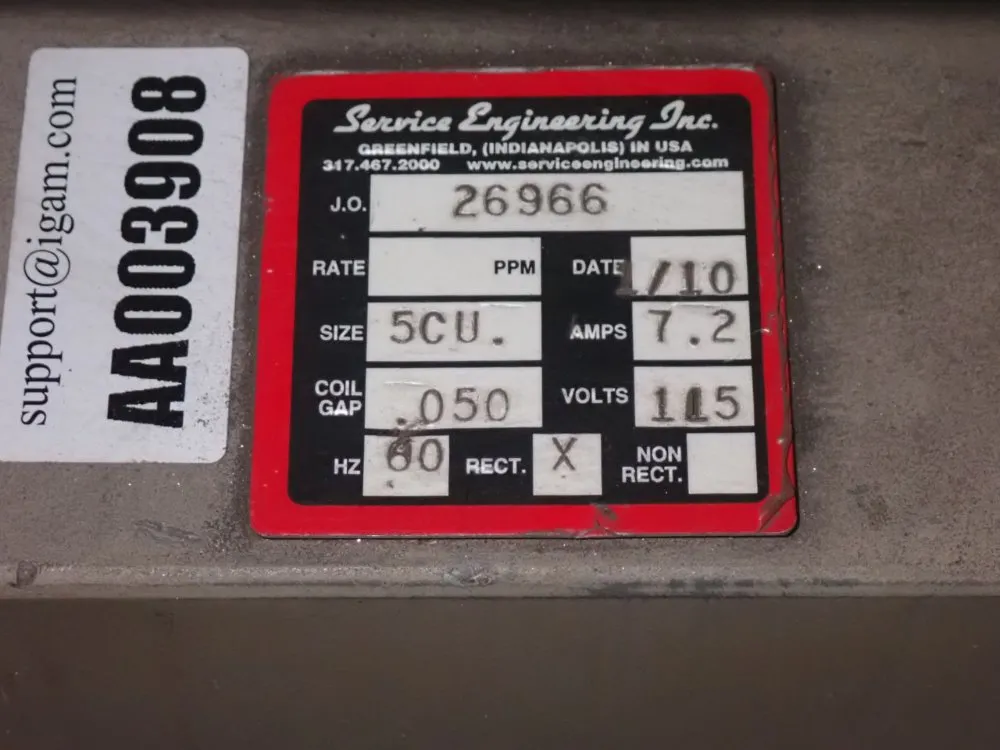 support@igam.com
AA003908
Service Engineering Inc.
GREENFIELD, (INDIANAPOLIS) IN USA
317.467.2000 www.serviceengineering.com
J.O. 26966
RATE PPM DATE 1/10
SIZE 5CU. AMPS 7.2
COIL GAP .050 VOLTS 115
HZ 60 RECT. X NON RECT.